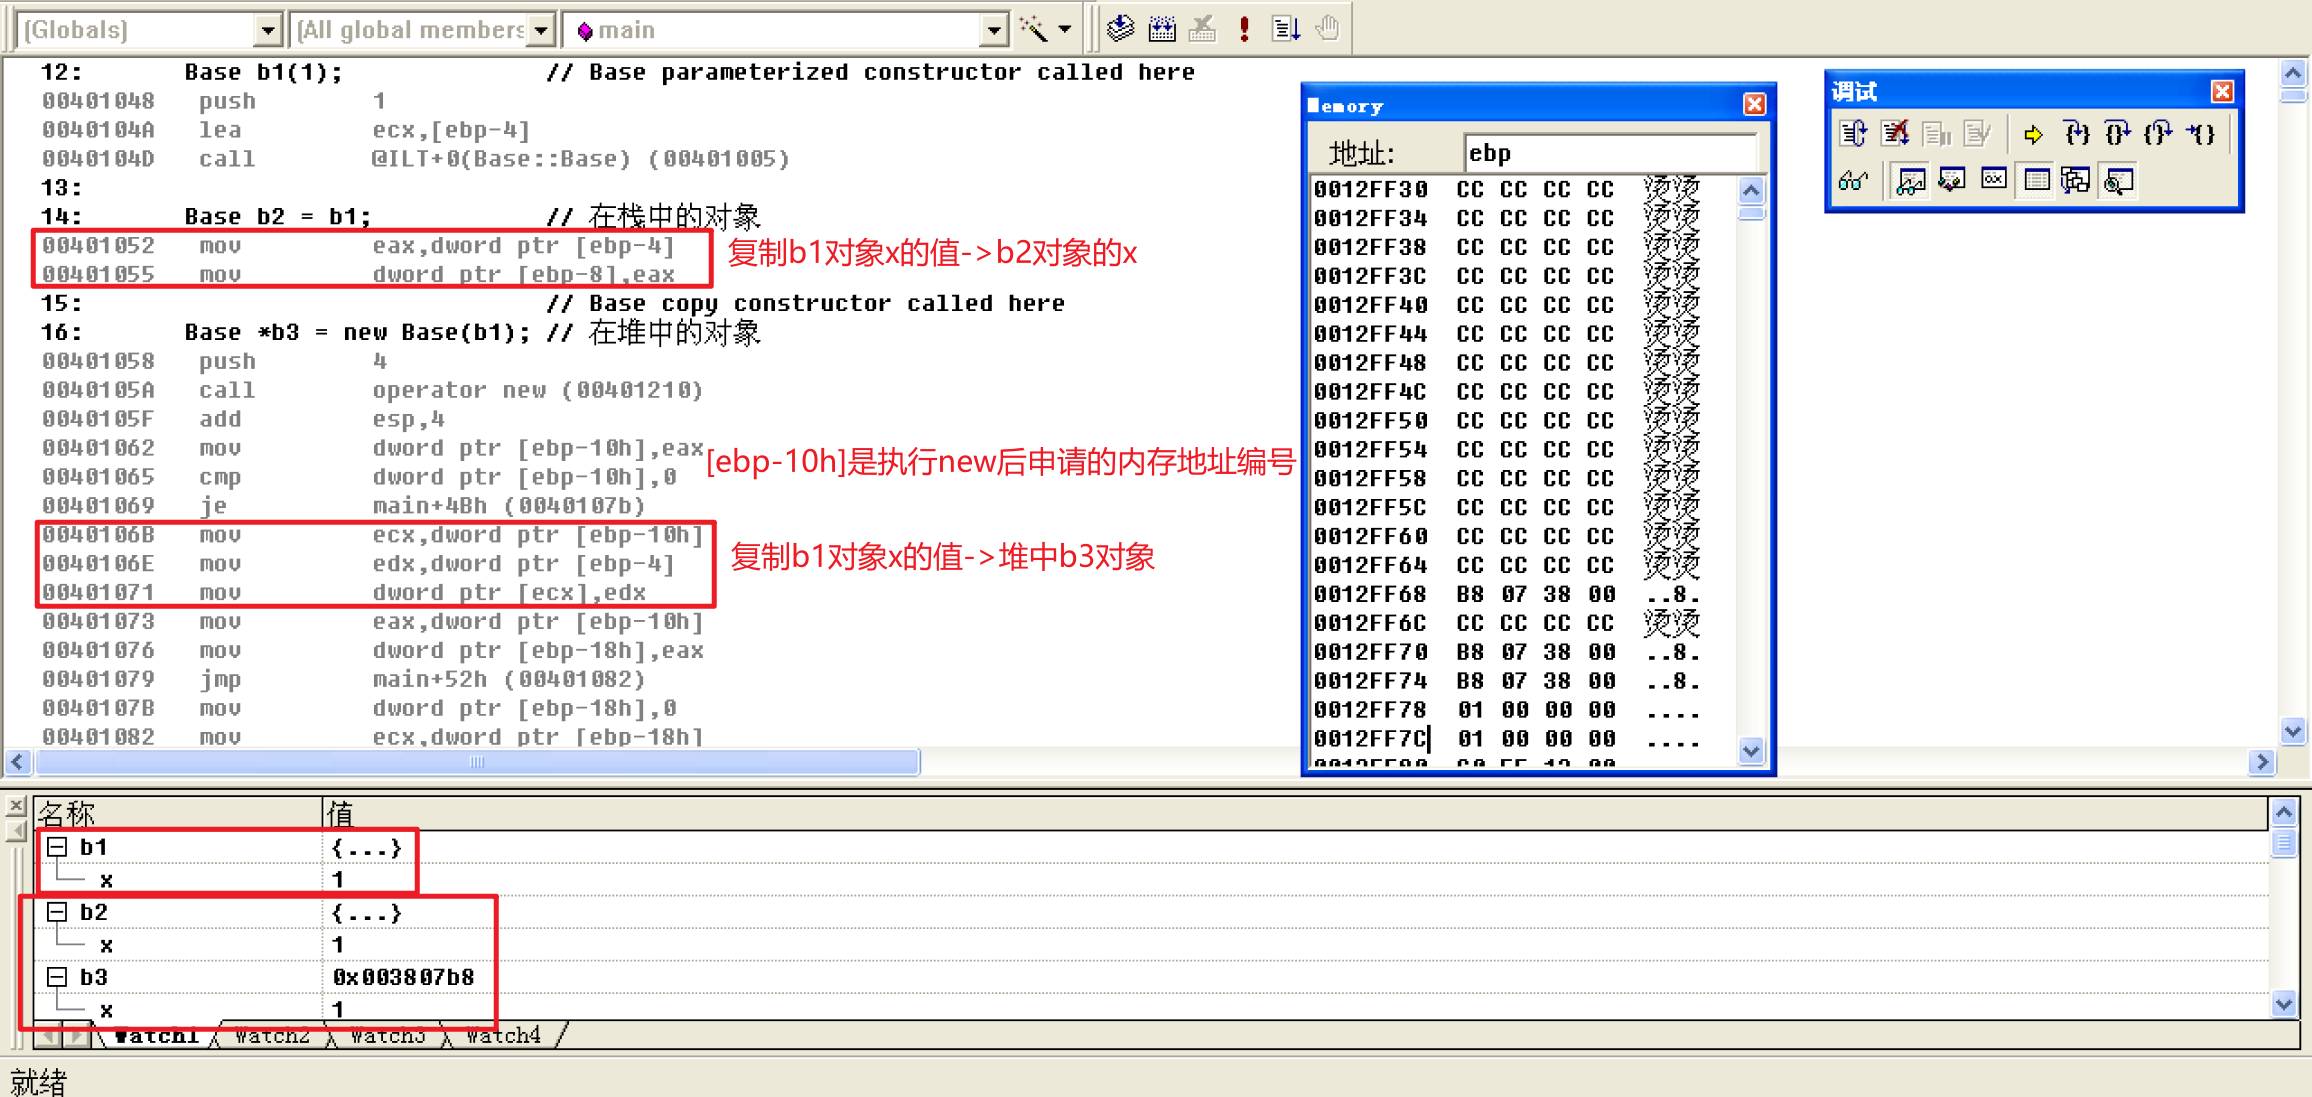 (Globals)
(All global members
main
12: Base b1(1); // Base parameterized constructor called here
00401048 push 1
0040104A lea ecx,[ebp-4]
0040104D call @ILT+0(Base::Base) (00401005)
13:
14: Base b2 = b1; // 在栈中的对象
00401052 mov eax,dword ptr [ebp-4]
00401055 mov dword ptr [ebp-8],eax
复制b1对象x的值->b2对象的x
15: // Base copy constructor called here
16: Base *b3 = new Base(b1); // 在堆中的对象
00401058 push 4
0040105A call operator new (00401210)
0040105F add esp,4
00401062 mov dword ptr [ebp-10h],eax
00401065 cmp dword ptr [ebp-10h],0
[ebp-10h]是执行new后申请的内存地址编号
00401069 je main+4Bh (0040107b)
0040106B mov ecx,dword ptr [ebp-10h]
0040106E mov edx,dword ptr [ebp-4]
00401071 mov dword ptr [ecx],edx
复制b1对象x的值->堆中b3对象
00401073 mov eax,dword ptr [ebp-10h]
00401076 mov dword ptr [ebp-18h],eax
00401079 jmp main+52h (00401082)
0040107B mov dword ptr [ebp-18h],0
00401082 mov ecx,dword ptr [ebp-18h]
Memory
地址: ebp
0012FF30 CC CC CC CC 烫烫
0012FF34 CC CC CC CC 烫烫
0012FF38 CC CC CC CC 烫烫
0012FF3C CC CC CC CC 烫烫
0012FF40 CC CC CC CC 烫烫
0012FF44 CC CC CC CC 烫烫
0012FF48 CC CC CC CC 烫烫
0012FF4C CC CC CC CC 烫烫
0012FF50 CC CC CC CC 烫烫
0012FF54 CC CC CC CC 烫烫
0012FF58 CC CC CC CC 烫烫
0012FF5C CC CC CC CC 烫烫
0012FF60 CC CC CC CC 烫烫
0012FF64 CC CC CC CC 烫烫
0012FF68 B8 07 38 00 ..8.
0012FF6C CC CC CC CC 烫烫
0012FF70 B8 07 38 00 ..8.
0012FF74 B8 07 38 00 ..8.
0012FF78 01 00 00 00 ....
0012FF7C 01 00 00 00 ....
调试
名称 值
b1 {...}
x 1
b2 {...}
x 1
b3 0x003807b8
x 1
Watch1 Watch2 Watch3 Watch4
就绪